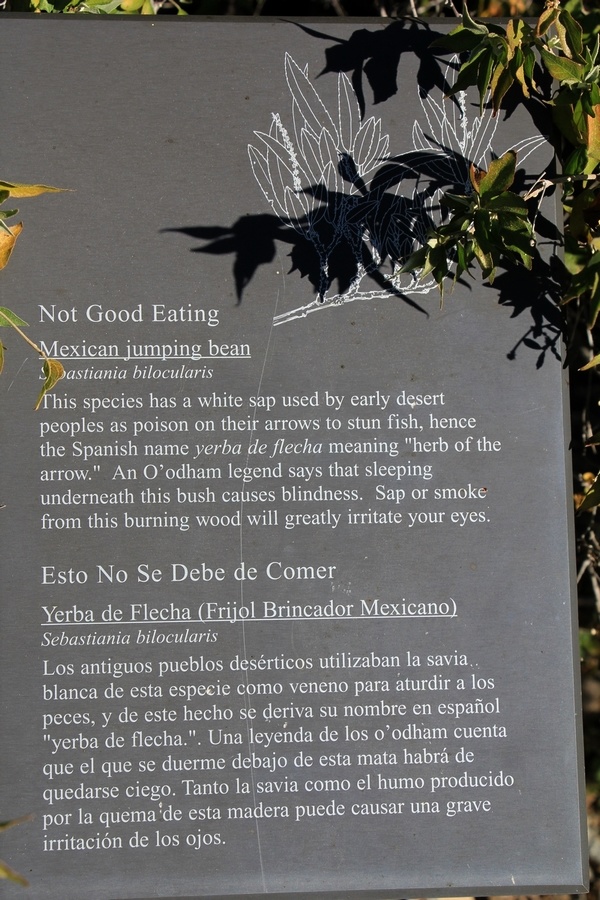 Not Good Eating
Mexican jumping bean
Sebastiania bilocularis
This species has a white sap used by early desert
peoples as poison on their arrows to stun fish, hence
the Spanish name yerba de flecha meaning "herb of the
arrow."  An O'odham legend says that sleeping
underneath this bush causes blindness.  Sap or smoke
from this burning wood will greatly irritate your eyes.
Esto No Se Debe de Comer
Yerba de Flecha (Frijol Brincador Mexicano)
Sebastiania bilocularis
Los antiguos pueblos desérticos utilizaban la savia
blanca de esta especie como veneno para aturdir a los
peces, y de este hecho se deriva su nombre en español
"yerba de flecha.". Una leyenda de los o'odham cuenta
que el que se duerme debajo de esta mata habrá de
quedarse ciego. Tanto la savia como el humo producido
por la quema de esta madera puede causar una grave
irritación de los ojos.